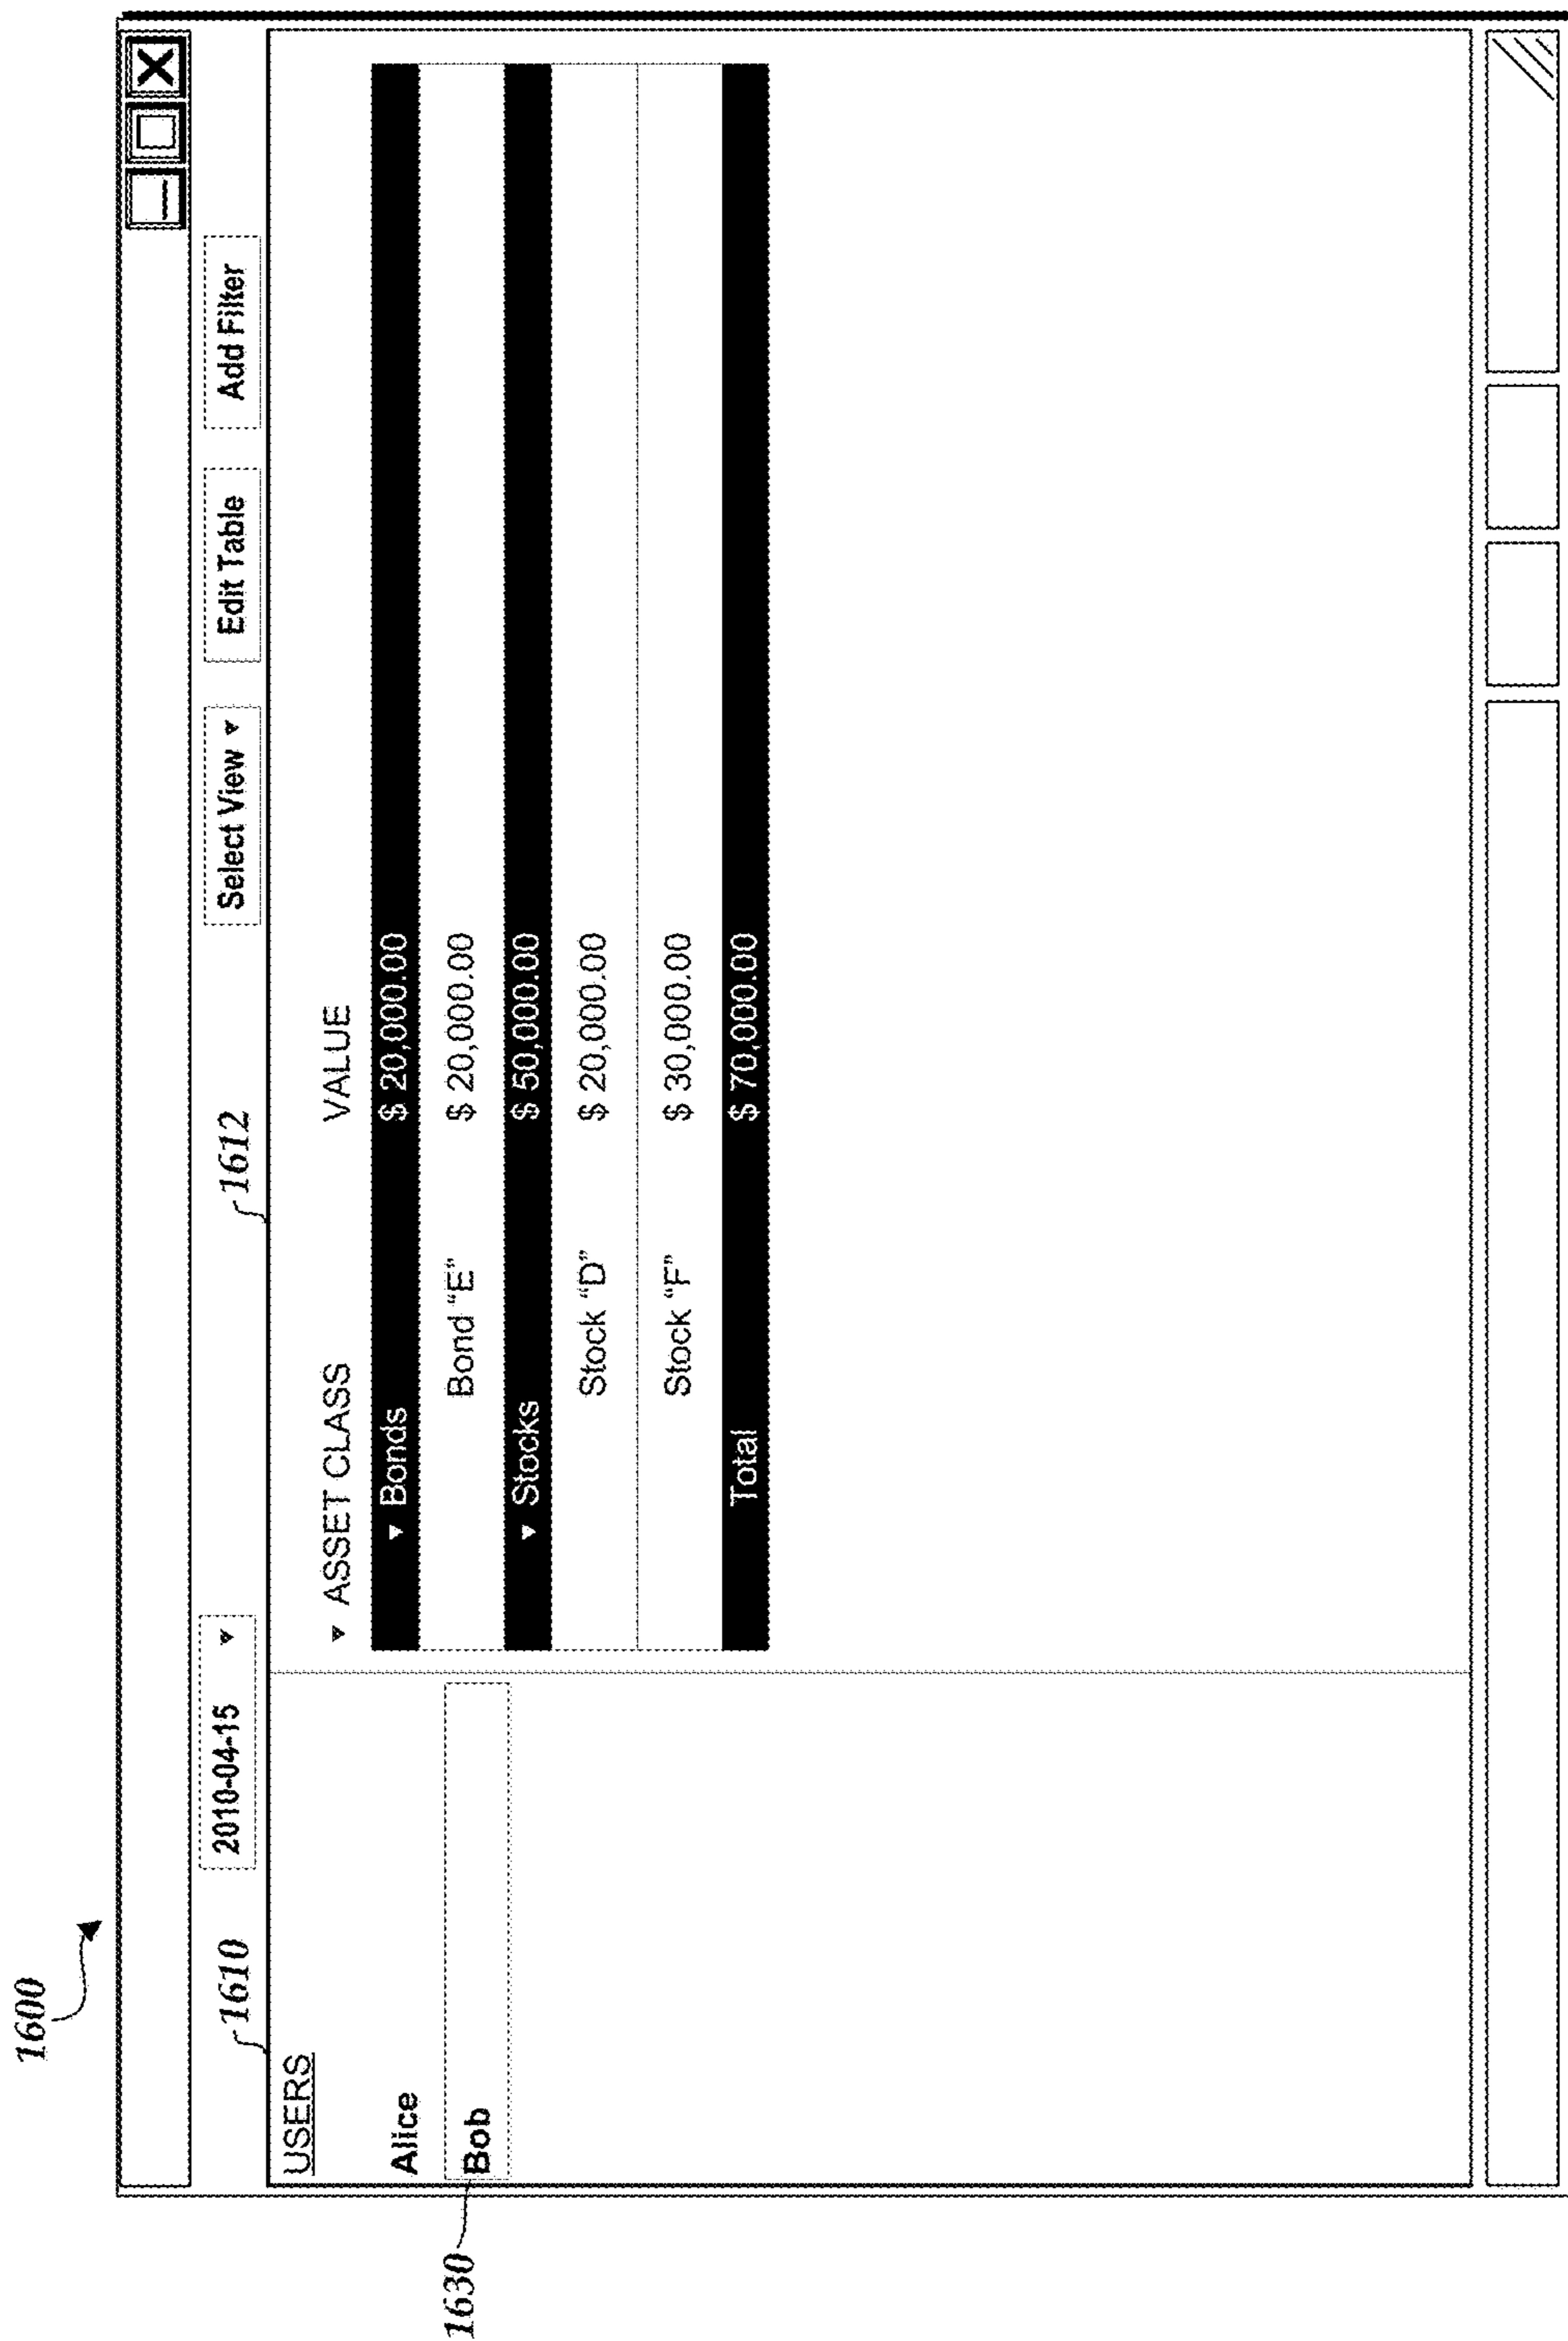 1600
1610
2010-04-15
1612
Select View
Edit Table
Add Filter
USERS
Alice
Bob
1630
ASSET CLASS VALUE
Bonds $ 20,000.00
Bond “E” $ 20,000.00
Stocks $ 50,000.00
Stock “D” $ 20,000.00
Stock “F” $ 30,000.00
Total $ 70,000.00